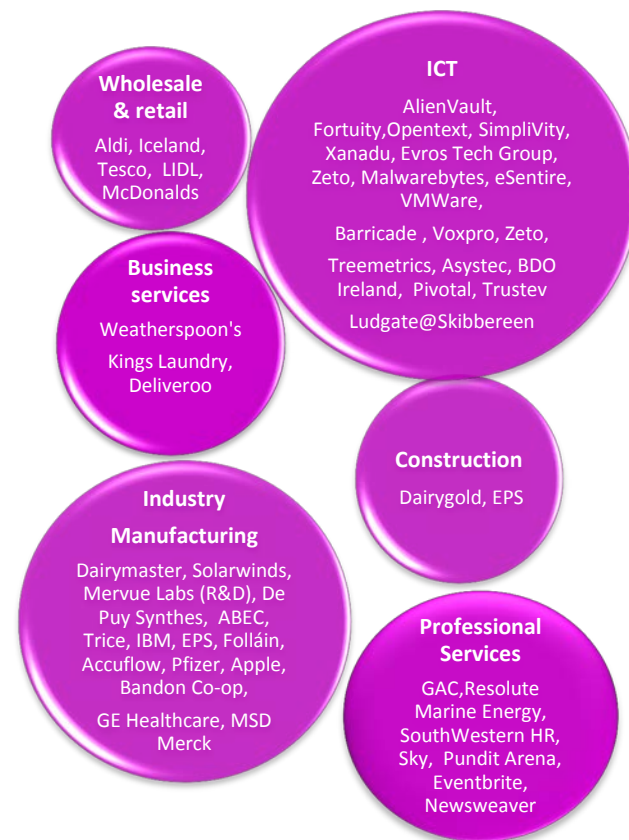 Wholesale
& retail
Aldi, Iceland,
Tesco, LIDL,
McDonalds
ICT
AlienVault,
Fortuity,Opentext, SimpliVity,
Xanadu, Evros Tech Group,
Zeto, Malwarebytes, eSentire,
VMWare,
Barricade , Voxpro, Zeto,
Treemetrics, Asystec, BDO
Ireland, Pivotal, Trustev
Ludgate@Skibbereen
Business
services
Weatherspoon's
Kings Laundry,
Deliveroo
Construction
Dairygold, EPS
Industry
Manufacturing
Dairymaster, Solarwinds,
Mervue Labs (R&D), De
Puy Synthes, ABEC,
Trice, IBM, EPS, Folláin,
Accuflow, Pfizer, Apple,
Bandon Co-op,
GE Healthcare, MSD
Merck
Professional
Services
GAC,Resolute
Marine Energy,
SouthWestern HR,
Sky, Pundit Arena,
Eventbrite,
Newsweaver